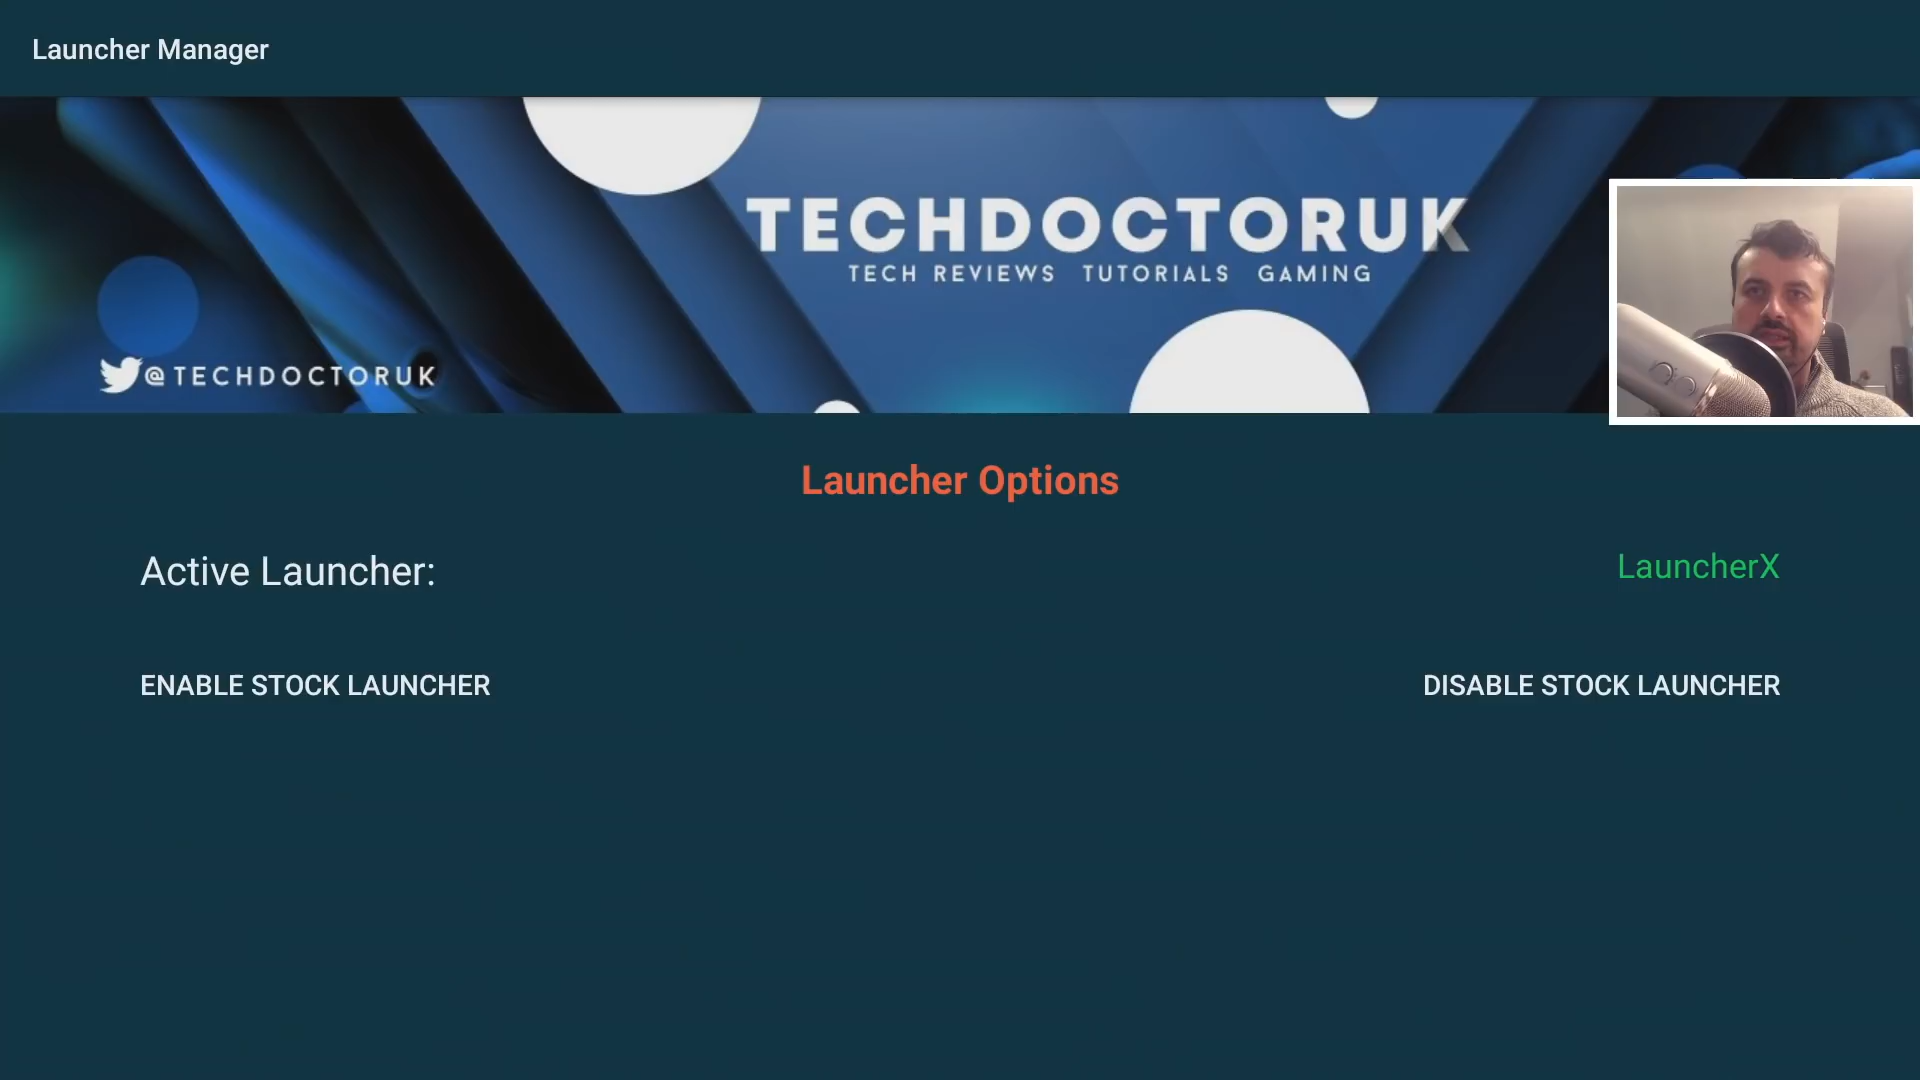 Launcher Manager
TECHDOCTORUK
TECH REVIEWS TUTORIALS GAMING
@TECHDOCTORUK
Launcher Options
Active Launcher:
LauncherX
ENABLE STOCK LAUNCHER
DISABLE STOCK LAUNCHER